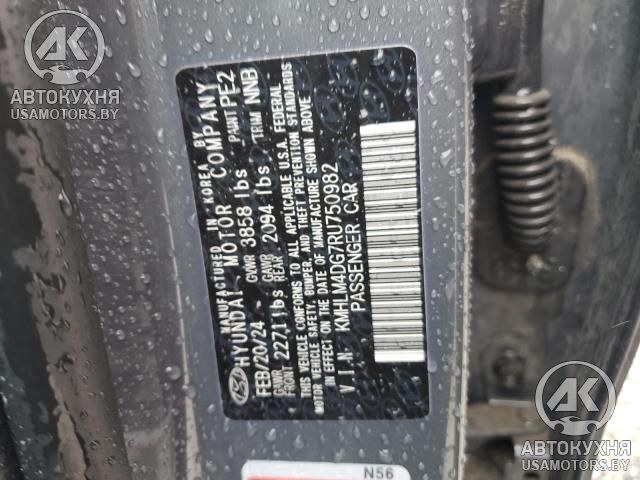 АВТОКУХНЯ
USAMOTORS.BY
MANUFACTURED IN KOREA BY
HYUNDAI MOTOR COMPANY
FEB/20/24 GVWR 3858 lbs PAINT PE2
GAWR FRONT 2271lbs GAWR REAR 2094 lbs TRIM NNB
THIS VEHICLE CONFORMS TO ALL APPLICABLE U.S.A. FEDERAL
MOTOR VEHICLE SAFETY, BUMPER, AND THEFT PREVENTION STANDARDS
IN EFFECT ON THE DATE OF MANUFACTURE SHOWN ABOVE
V.I.N KMHLM4DG7RU750982
PASSENGER CAR
N56
АВТОКУХНЯ
USAMOTORS.BY